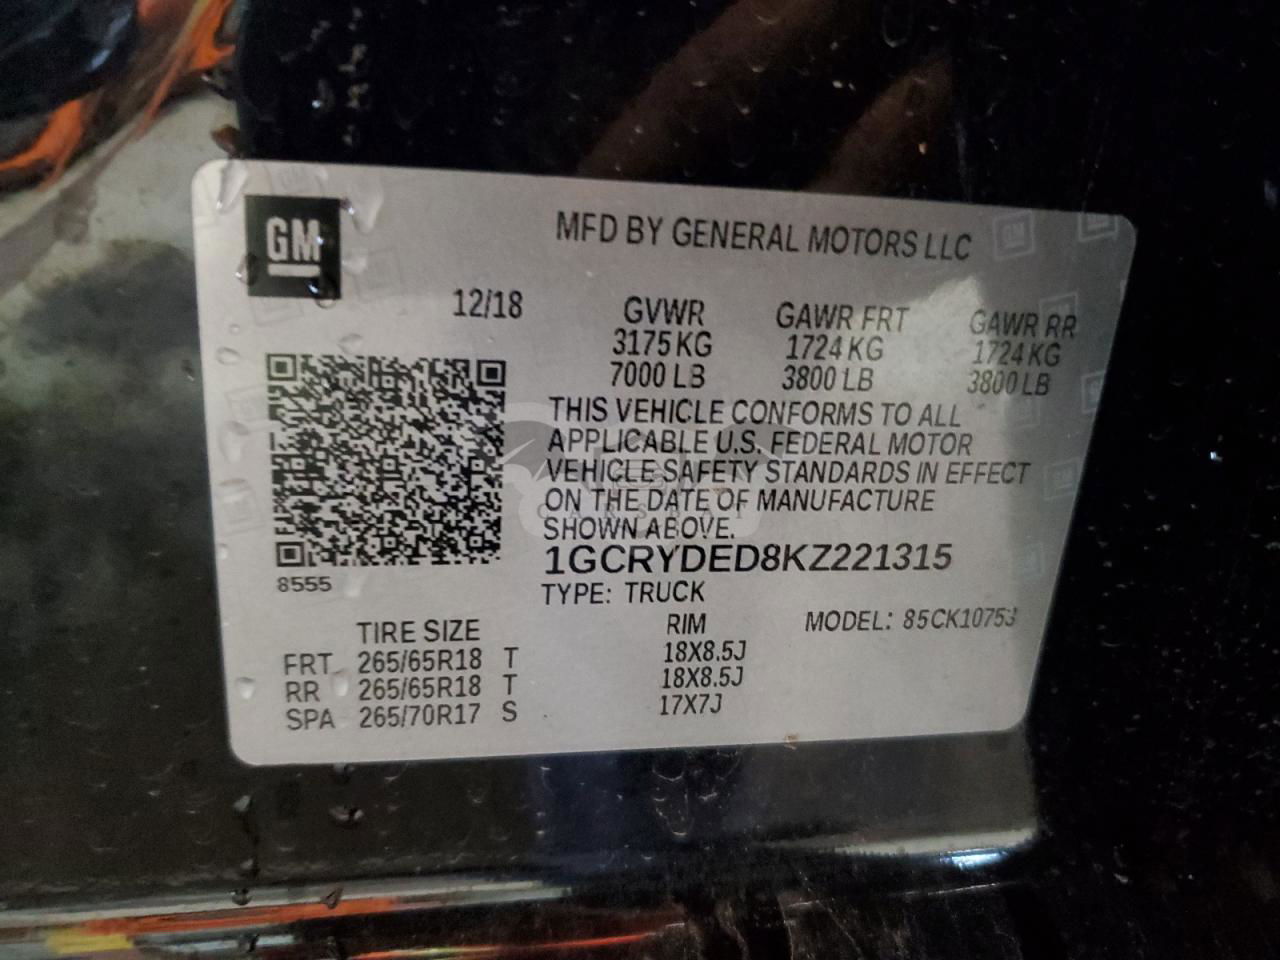 GM
MFD BY GENERAL MOTORS LLC
12/18 GVWR GAWR FRT GAWR RR
3175 KG 1724 KG 1724 KG
7000 LB 3800 LB 3800 LB
THIS VEHICLE CONFORMS TO ALL
APPLICABLE U.S. FEDERAL MOTOR
VEHICLE SAFETY STANDARDS IN EFFECT
ON THE DATE OF MANUFACTURE
SHOWN ABOVE.
1GCRYDED8KZ221315
8555
TYPE: TRUCK
TIRE SIZE RIM MODEL: 85CK10753
FRT 265/65R18 T 18X8.5J
RR 265/65R18 T 18X8.5J
SPA 265/70R17 S 17X7J